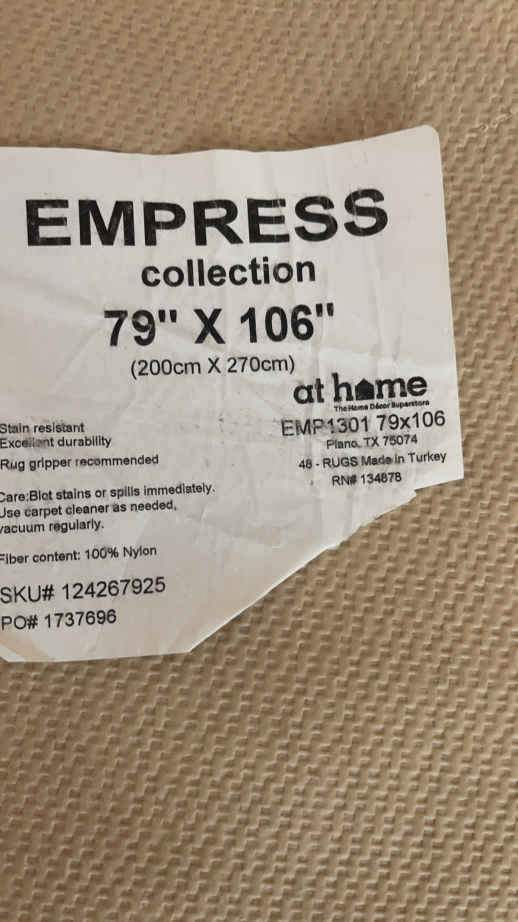 EMPRESS
collection
79" X 106"
(200cm X 270cm)
at home
The Home Décor Superstore
EMP1301 79x106
Plano, TX 75074
48 - RUGS Made in Turkey
RN# 134878
Stain resistant
Excellent durability
Rug gripper recommended
Care:Blot stains or spills immediately.
Use carpet cleaner as needed,
vacuum regularly.
Fiber content: 100% Nylon
SKU# 124267925
PO# 1737696